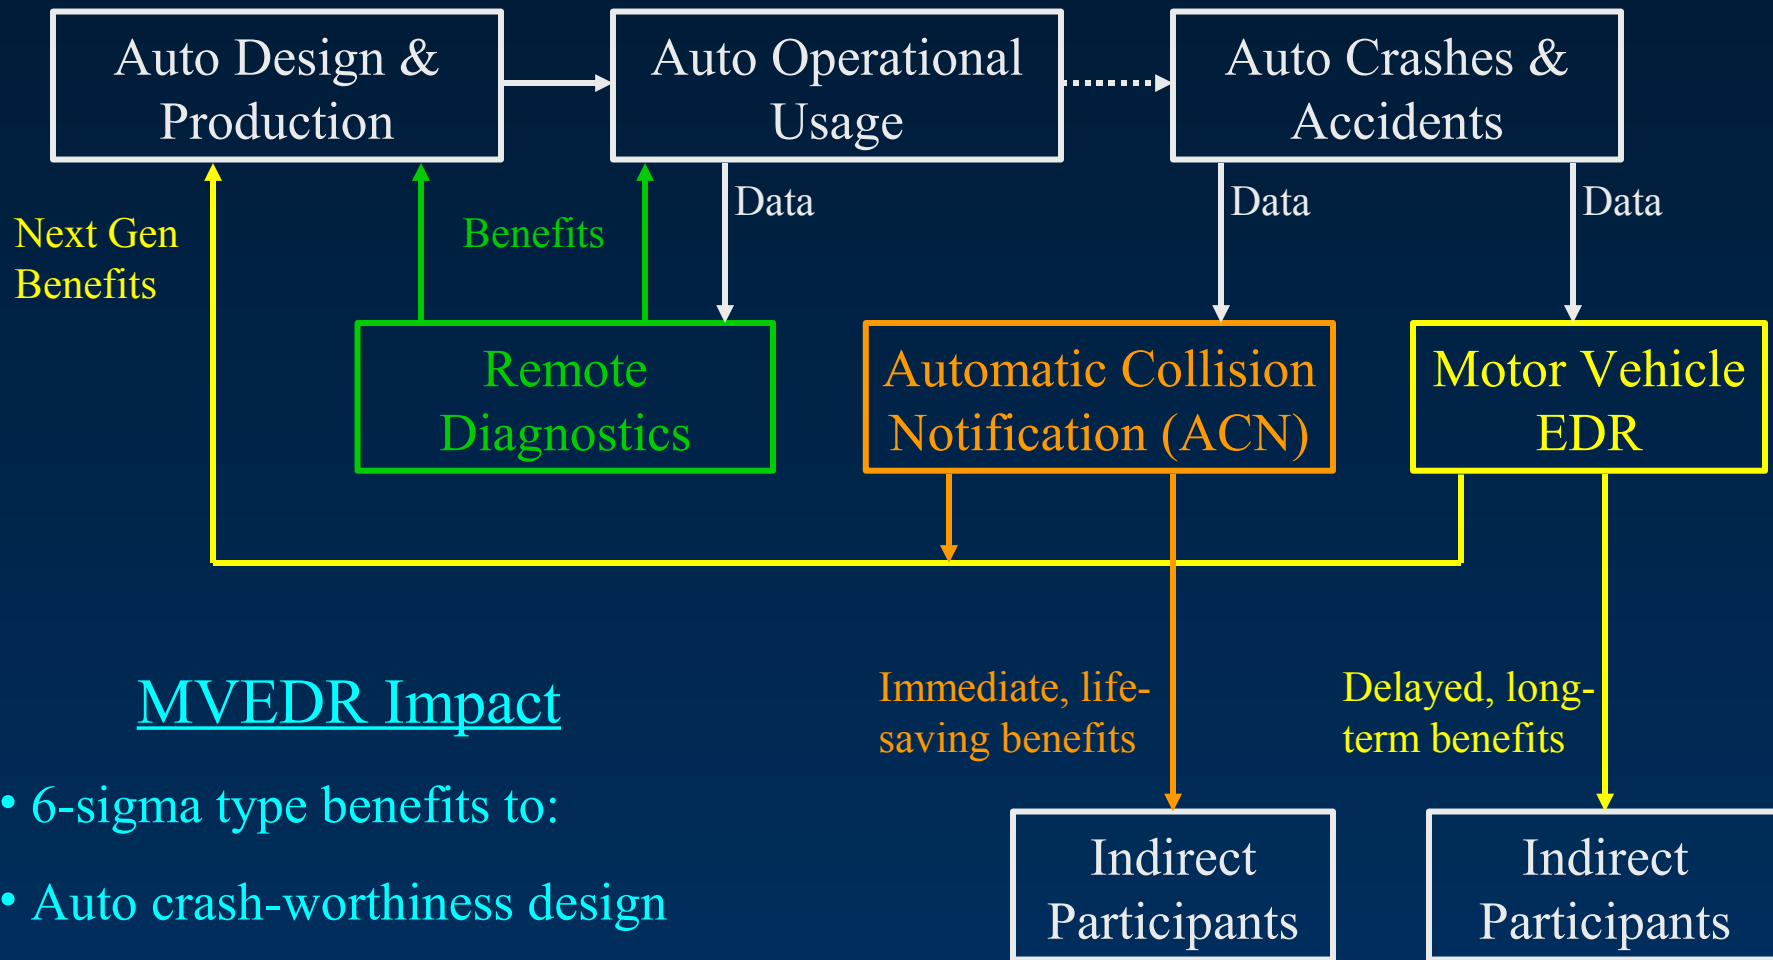 Auto Design &
Production
Auto Operational
Usage
Auto Crashes &
Accidents
Data
Data
Data
Next Gen
Benefits
Benefits
Remote
Diagnostics
Automatic Collision
Notification (ACN)
Motor Vehicle
EDR
Immediate, life-
saving benefits
Delayed, long-
term benefits
MVEDR Impact
• 6-sigma type benefits to:
• Auto crash-worthiness design
Indirect
Participants
Indirect
Participants